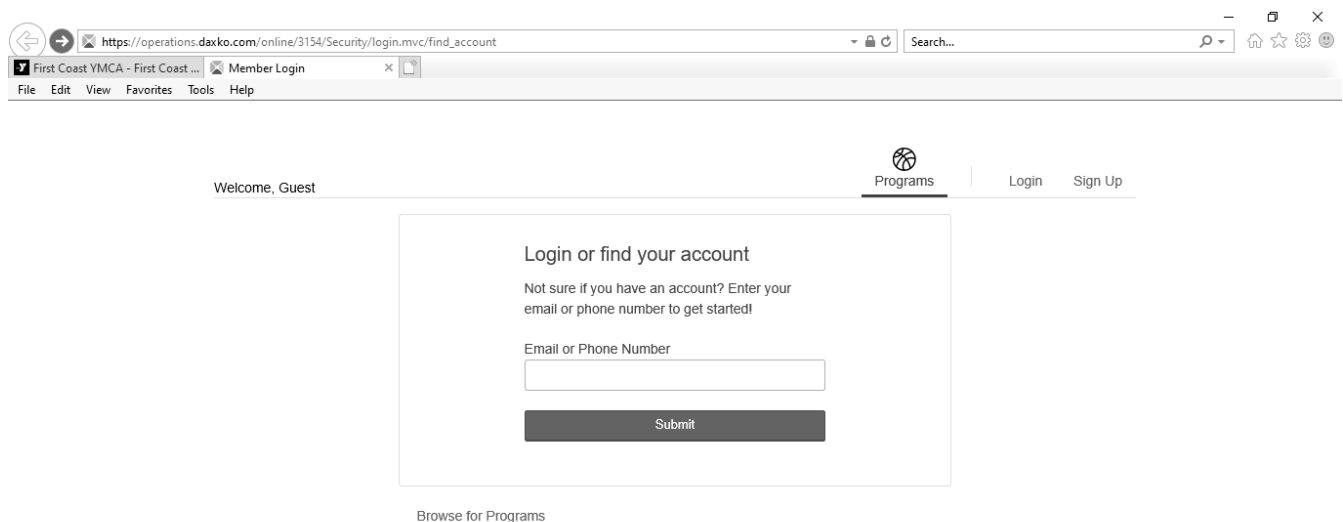 https://operations.daxko.com/online/3154/Security/login.mvc/find_account
Search...
First Coast YMCA - First Coast ...
Member Login
File Edit View Favorites Tools Help
Programs
Login
Sign Up
Welcome, Guest
Login or find your account
Not sure if you have an account? Enter your
email or phone number to get started!
Email or Phone Number
Submit
Browse for Programs